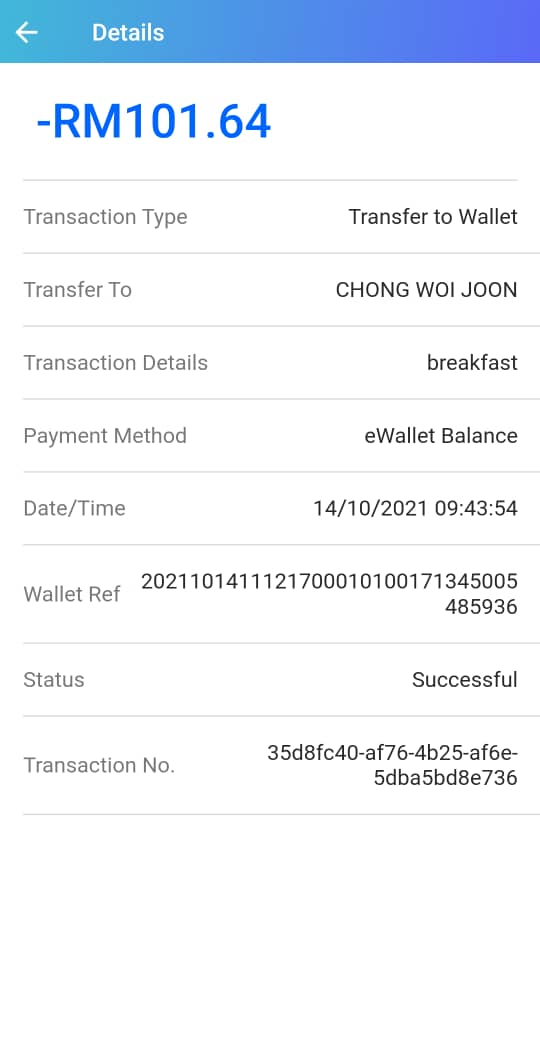 Details
-RM101.64
Transaction Type Transfer to Wallet
Transfer To CHONG WOI JOON
Transaction Details breakfast
Payment Method eWallet Balance
Date/Time 14/10/2021 09:43:54
Wallet Ref 2021101411121700010100171345005
485936
Status Successful
Transaction No. 35d8fc40-af76-4b25-af6e-
5dba5bd8e736